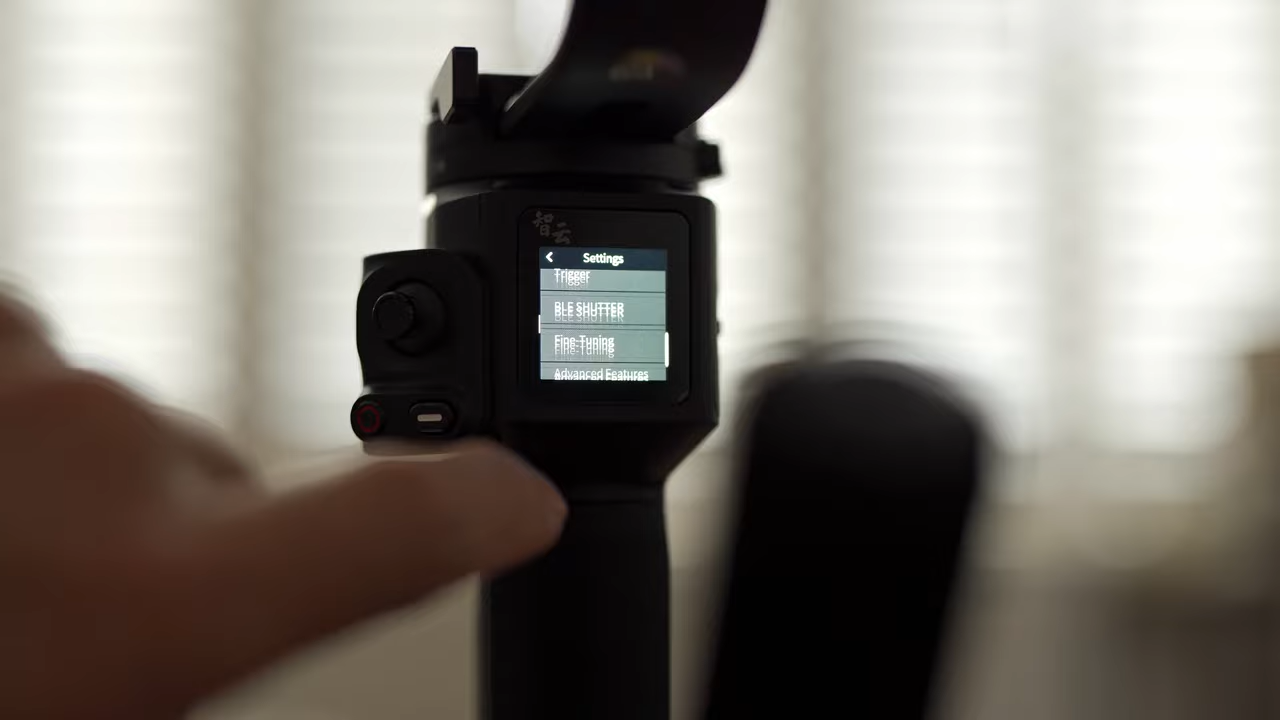 智云
Settings
Trigger
BLE SHUTTER
Fine-Tuning
Advanced Features